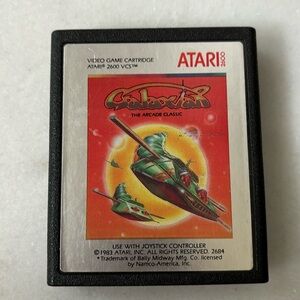 VIDEO GAME CARTRIDGE
ATARI® 2600 VCS™
ATARI®
2600
Galaxian
THE ARCADE CLASSIC
USE WITH JOYSTICK CONTROLLER
©1983 ATARI, INC. ALL RIGHTS RESERVED. 2684
*Trademark of Bally Midway Mfg. Co. licensed
by Namco-America, Inc.